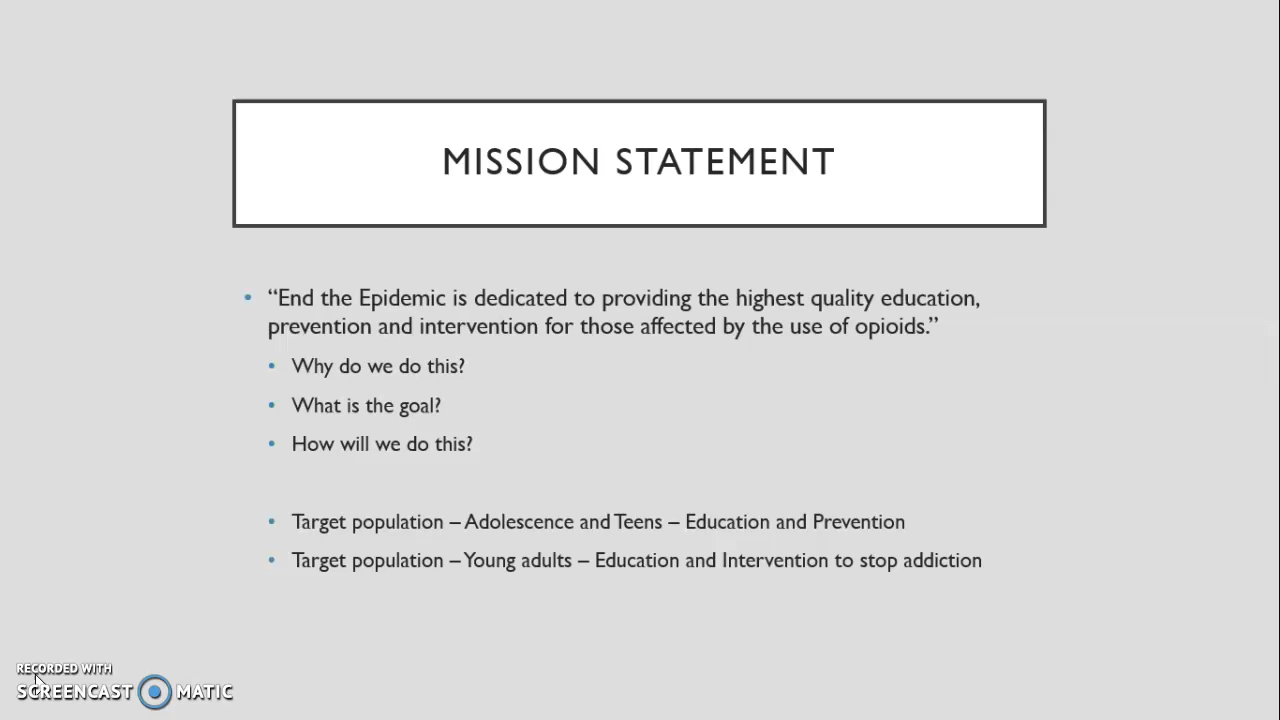 MISSION STATEMENT
• “End the Epidemic is dedicated to providing the highest quality education,
prevention and intervention for those affected by the use of opioids.”
• Why do we do this?
• What is the goal?
• How will we do this?
• Target population – Adolescence and Teens – Education and Prevention
• Target population – Young adults – Education and Intervention to stop addiction
RECORDED WITH
SCREENCAST MATIC